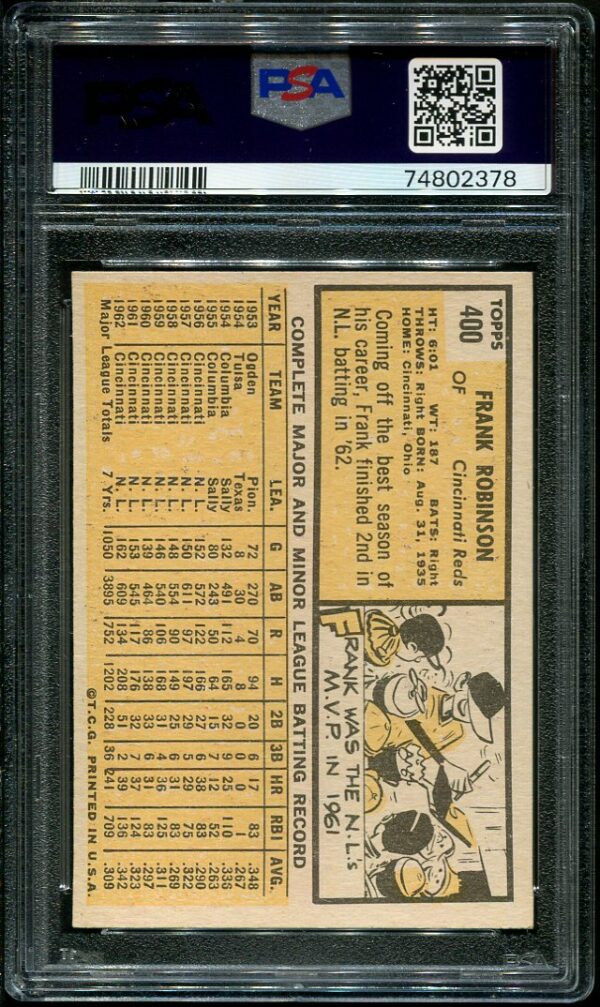 PSA
PSA
74802378
TOPPS
400
FRANK ROBINSON
OF Cincinnati Reds
HT: 6:01 WT: 187 BATS: Right
THROWS: Right BORN: Aug. 31, 1935
HOME: Cincinnati, Ohio
Coming off the best season of
his career, Frank finished 2nd in
N.L. batting in '62.
FRANK WAS THE N.L.'s
M.V.P. IN 1961
COMPLETE MAJOR AND MINOR LEAGUE BATTING RECORD
YEAR TEAM LEA. G AB R H 2B 3B HR RBI AVG.
1953 Ogden Pion. 72 270 70 94 20 6 17 83 .348
1954 Tulsa Texas 8 30 4 8 0 0 0 1 .267
1954 Columbia Sally 132 491 112 165 32 9 25 110 .336
1955 Columbia Sally 80 243 50 64 15 7 12 52 .263
1956 Cincinnati N. L. 152 572 122 166 27 6 38 83 .290
1957 Cincinnati N. L. 150 611 97 197 29 5 29 75 .322
1958 Cincinnati N. L. 148 554 90 149 25 6 31 83 .269
1959 Cincinnati N. L. 146 540 106 168 31 4 36 125 .311
1960 Cincinnati N. L. 139 464 86 138 33 6 31 83 .297
1961 Cincinnati N. L. 153 545 117 176 32 7 37 124 .323
1962 Cincinnati N. L. 162 609 134 208 51 2 39 136 .342
Major League Totals 7 Yrs. 1050 3895 752 1202 228 36 241 709 .309
©T.C.G. PRINTED IN U.S.A.
PSA